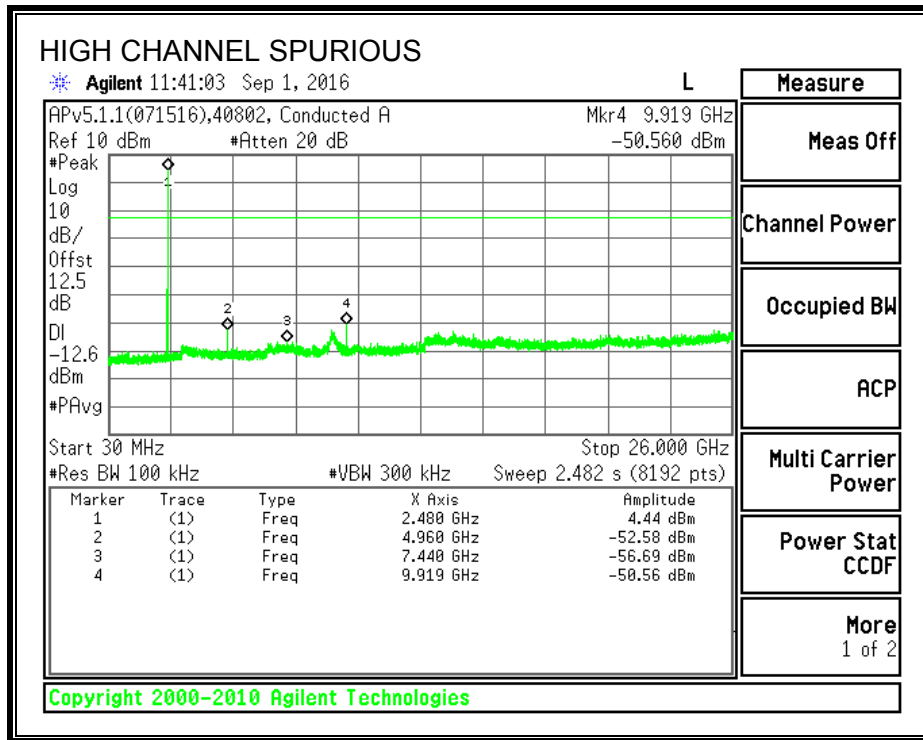 HIGH CHANNEL SPURIOUS
Agilent 11:41:03 Sep 1, 2016 L
APv5.1.1(071516),40802, Conducted A Mkr4 9.919 GHz
Ref 10 dBm #Atten 20 dB -50.560 dBm
#Peak
Log
10
dB/
Offst
12.5
dB
DI
-12.6
dBm
#PAvg
1
2
3
4
Start 30 MHz Stop 26.000 GHz
#Res BW 100 kHz #VBW 300 kHz Sweep 2.482 s (8192 pts)
Marker Trace Type X Axis Amplitude
1 (1) Freq 2.480 GHz 4.44 dBm
2 (1) Freq 4.960 GHz -52.58 dBm
3 (1) Freq 7.440 GHz -56.69 dBm
4 (1) Freq 9.919 GHz -50.56 dBm
Measure
Meas Off
Channel Power
Occupied BW
ACP
Multi Carrier
Power
Power Stat
CCDF
More
1 of 2
Copyright 2000-2010 Agilent Technologies